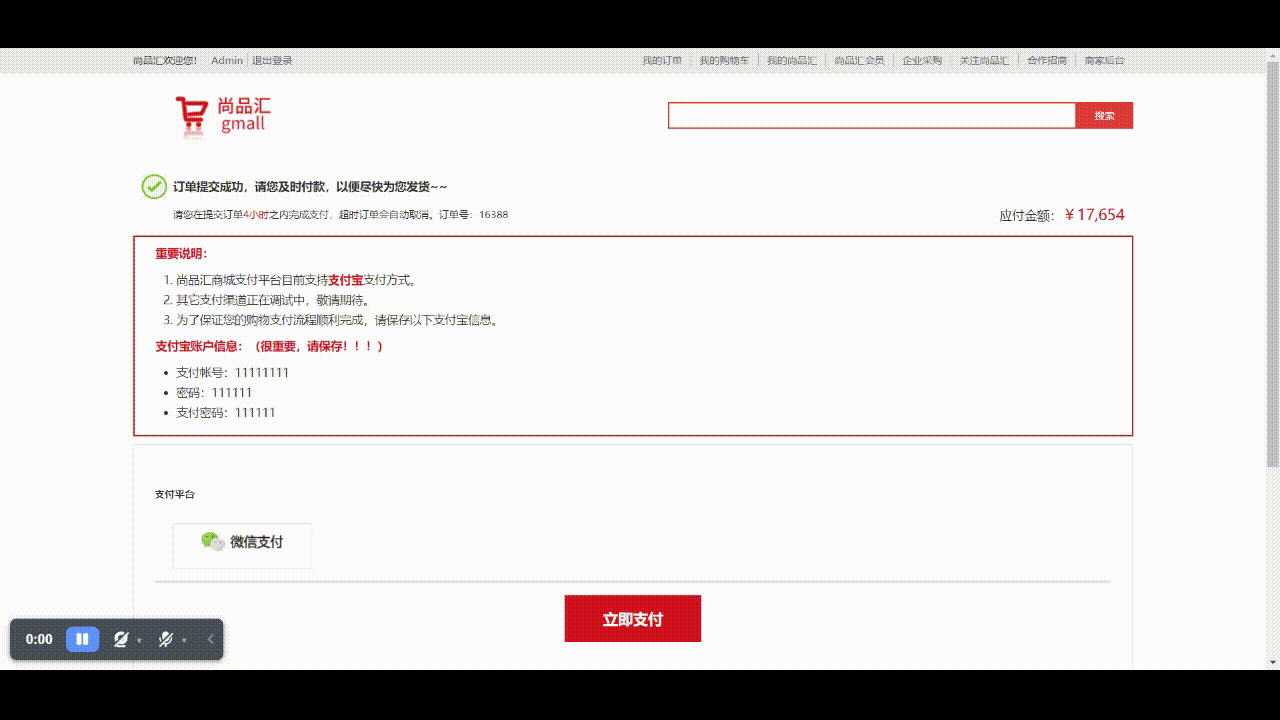 尚品汇欢迎您! Admin 退出登录 我的订单 我的购物车 我的尚品汇 尚品汇会员 企业采购 关注尚品汇 合作招商 商家后台
尚品汇
gmall
搜索
订单提交成功，请您及时付款，以便尽快为您发货~~
请您在提交订单4小时之内完成支付，超时订单会自动取消。订单号：16388 应付金额：￥17,654
重要说明：
1. 尚品汇商城支付平台目前支持支付宝支付方式。
2. 其它支付渠道正在调试中，敬请期待。
3. 为了保证您的购物支付流程顺利完成，请保存以下支付宝信息。
支付宝账户信息：（很重要，请保存！！！）
• 支付帐号：11111111
• 密码：111111
• 支付密码：111111
支付平台
微信支付
立即支付
0:00